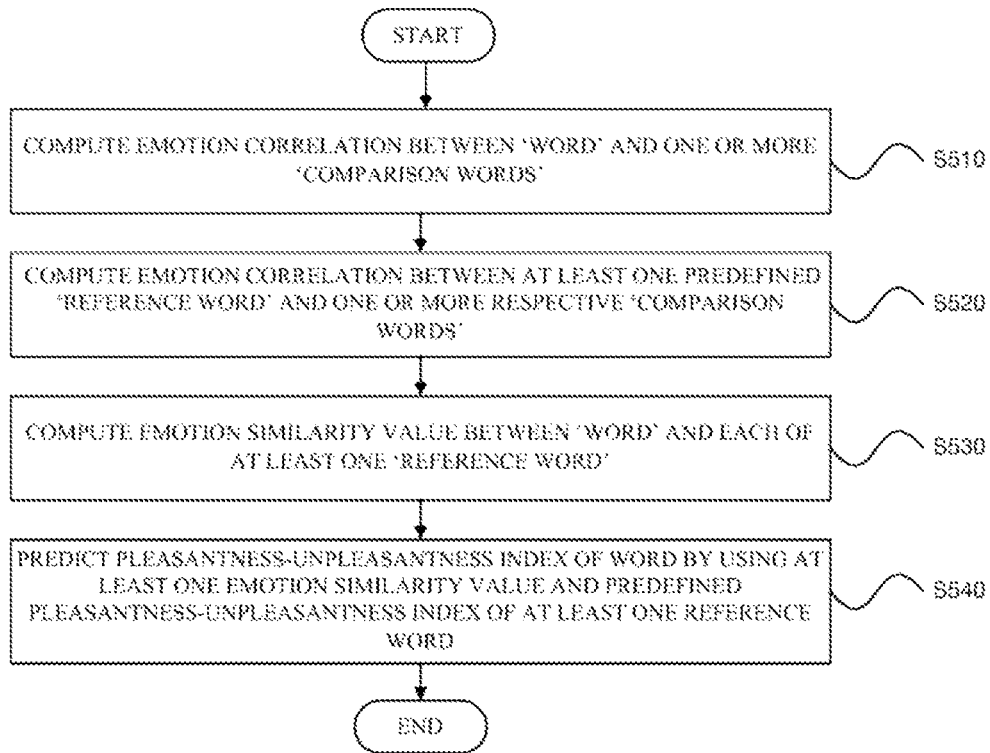 START
COMPUTE EMOTION CORRELATION BETWEEN ‘WORD’ AND ONE OR MORE
‘COMPARISON WORDS’
S510
COMPUTE EMOTION CORRELATION BETWEEN AT LEAST ONE PREDEFINED
‘REFERENCE WORD’ AND ONE OR MORE RESPECTIVE ‘COMPARISON
WORDS’
S520
COMPUTE EMOTION SIMILARITY VALUE BETWEEN ‘WORD’ AND EACH OF
AT LEAST ONE ‘REFERENCE WORD’
S530
PREDICT PLEASANTNESS-UNPLEASANTNESS INDEX OF WORD BY USING AT
LEAST ONE EMOTION SIMILARITY VALUE AND PREDEFINED
PLEASANTNESS-UNPLEASANTNESS INDEX OF AT LEAST ONE REFERENCE
WORD
S540
END